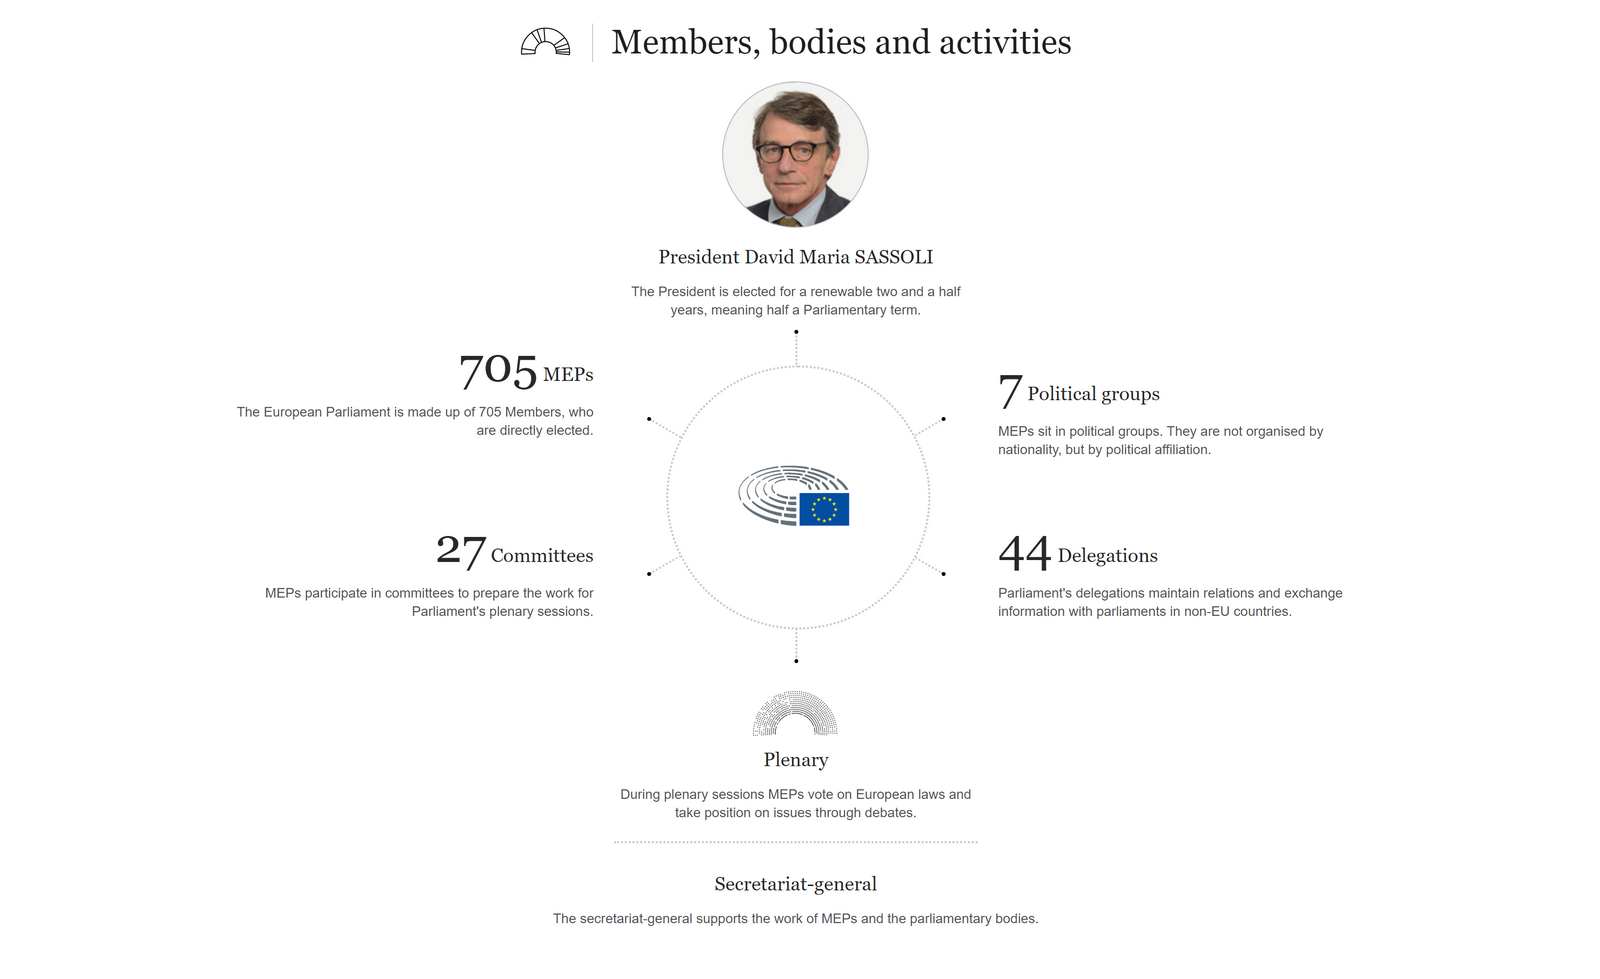 Members, bodies and activities
President David Maria SASSOLI
The President is elected for a renewable two and a half
years, meaning half a Parliamentary term.
705 MEPs
The European Parliament is made up of 705 Members, who
are directly elected.
7 Political groups
MEPs sit in political groups. They are not organised by
nationality, but by political affiliation.
27 Committees
MEPs participate in committees to prepare the work for
Parliament's plenary sessions.
44 Delegations
Parliament's delegations maintain relations and exchange
information with parliaments in non-EU countries.
Plenary
During plenary sessions MEPs vote on European laws and
take position on issues through debates.
Secretariat-general
The secretariat-general supports the work of MEPs and the parliamentary bodies.